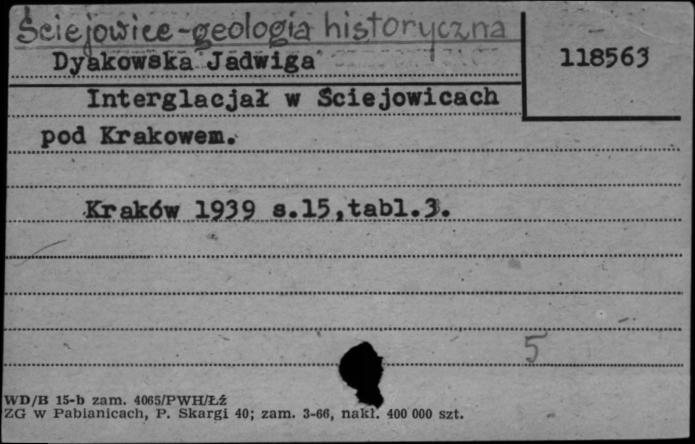 Ściejowice-geologia historyczna
Dyakowska Jadwiga
118563
Interglacjał w Ściejowicach
pod Krakowem.
Kraków 1939 s.15,tabl.3.
5
WD/B 15-b zam. 4065/PWH/Łź
ZG w Pabianicach, P. Skargi 40; zam. 3-66, nakł. 400 000 szt.